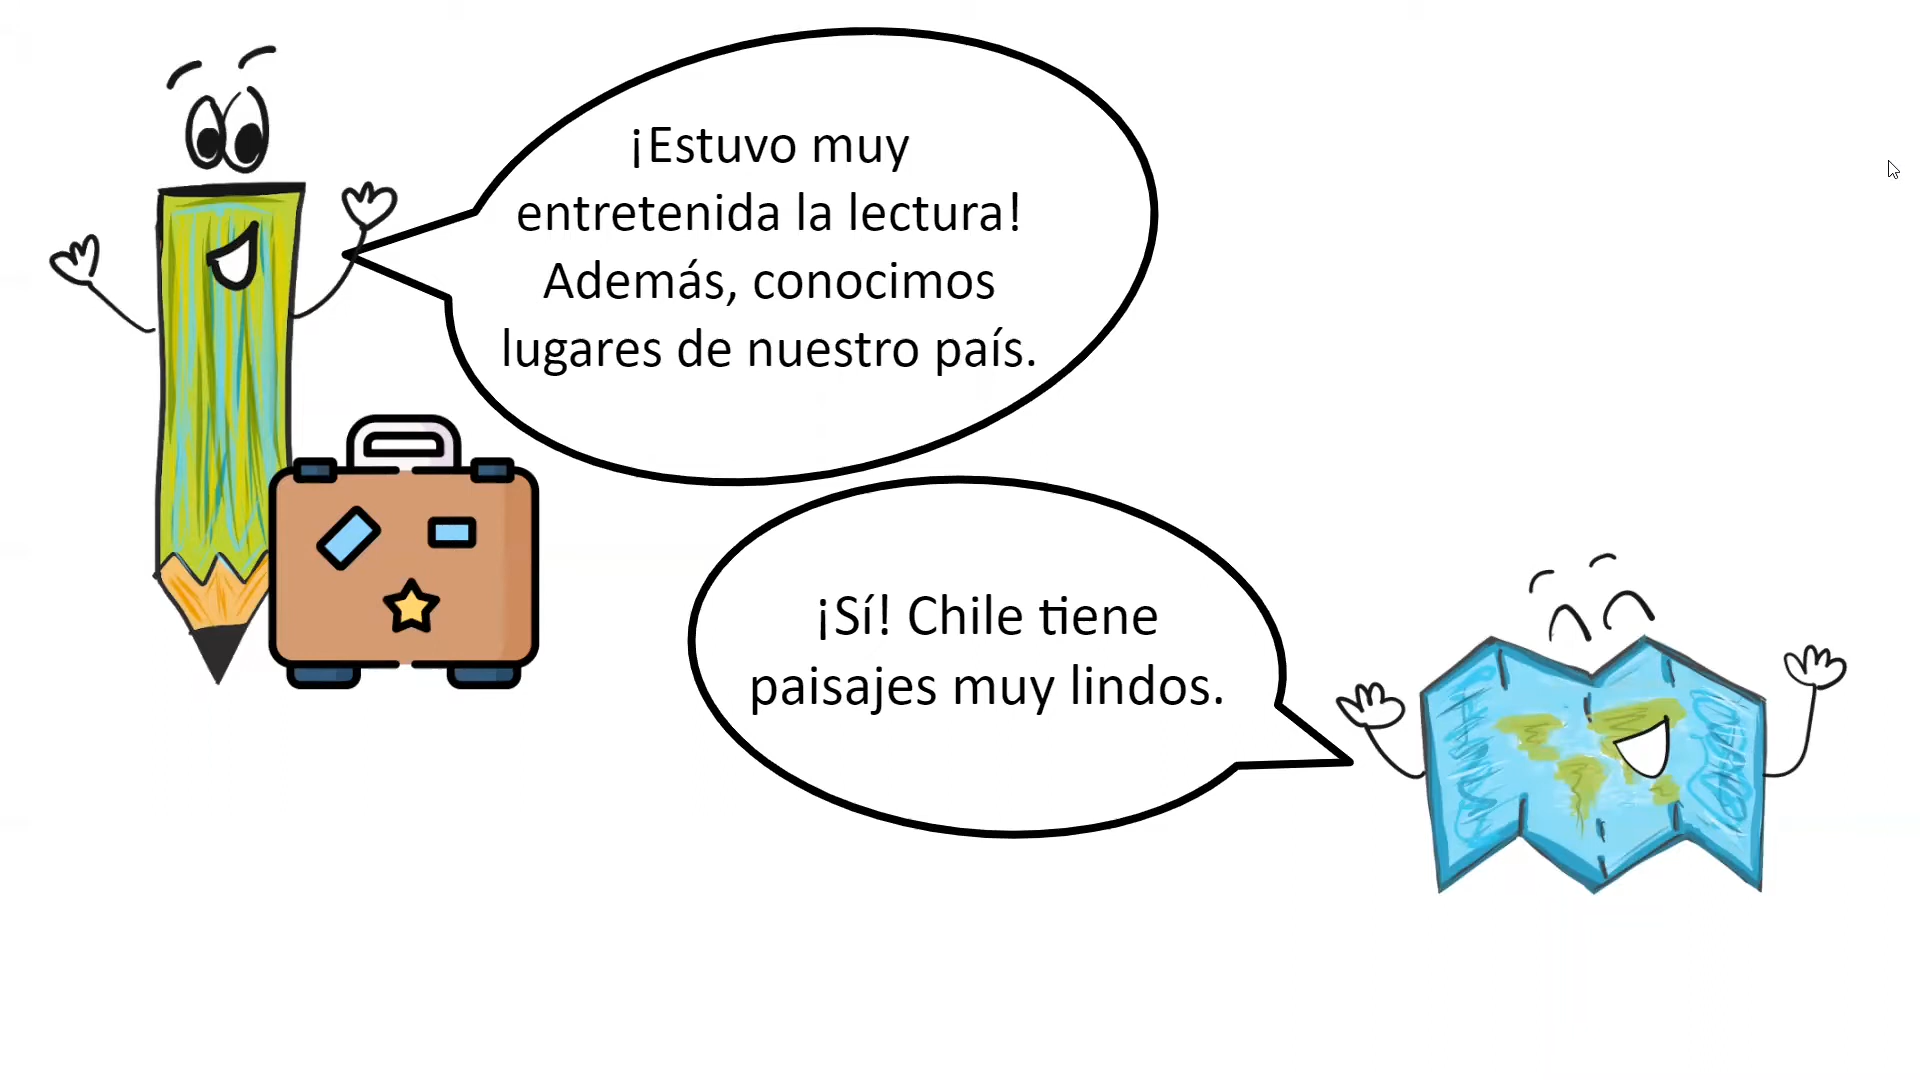 ¡Estuvo muy
entretenida la lectura!
Además, conocimos
lugares de nuestro país.
¡Sí! Chile tiene
paisajes muy lindos.